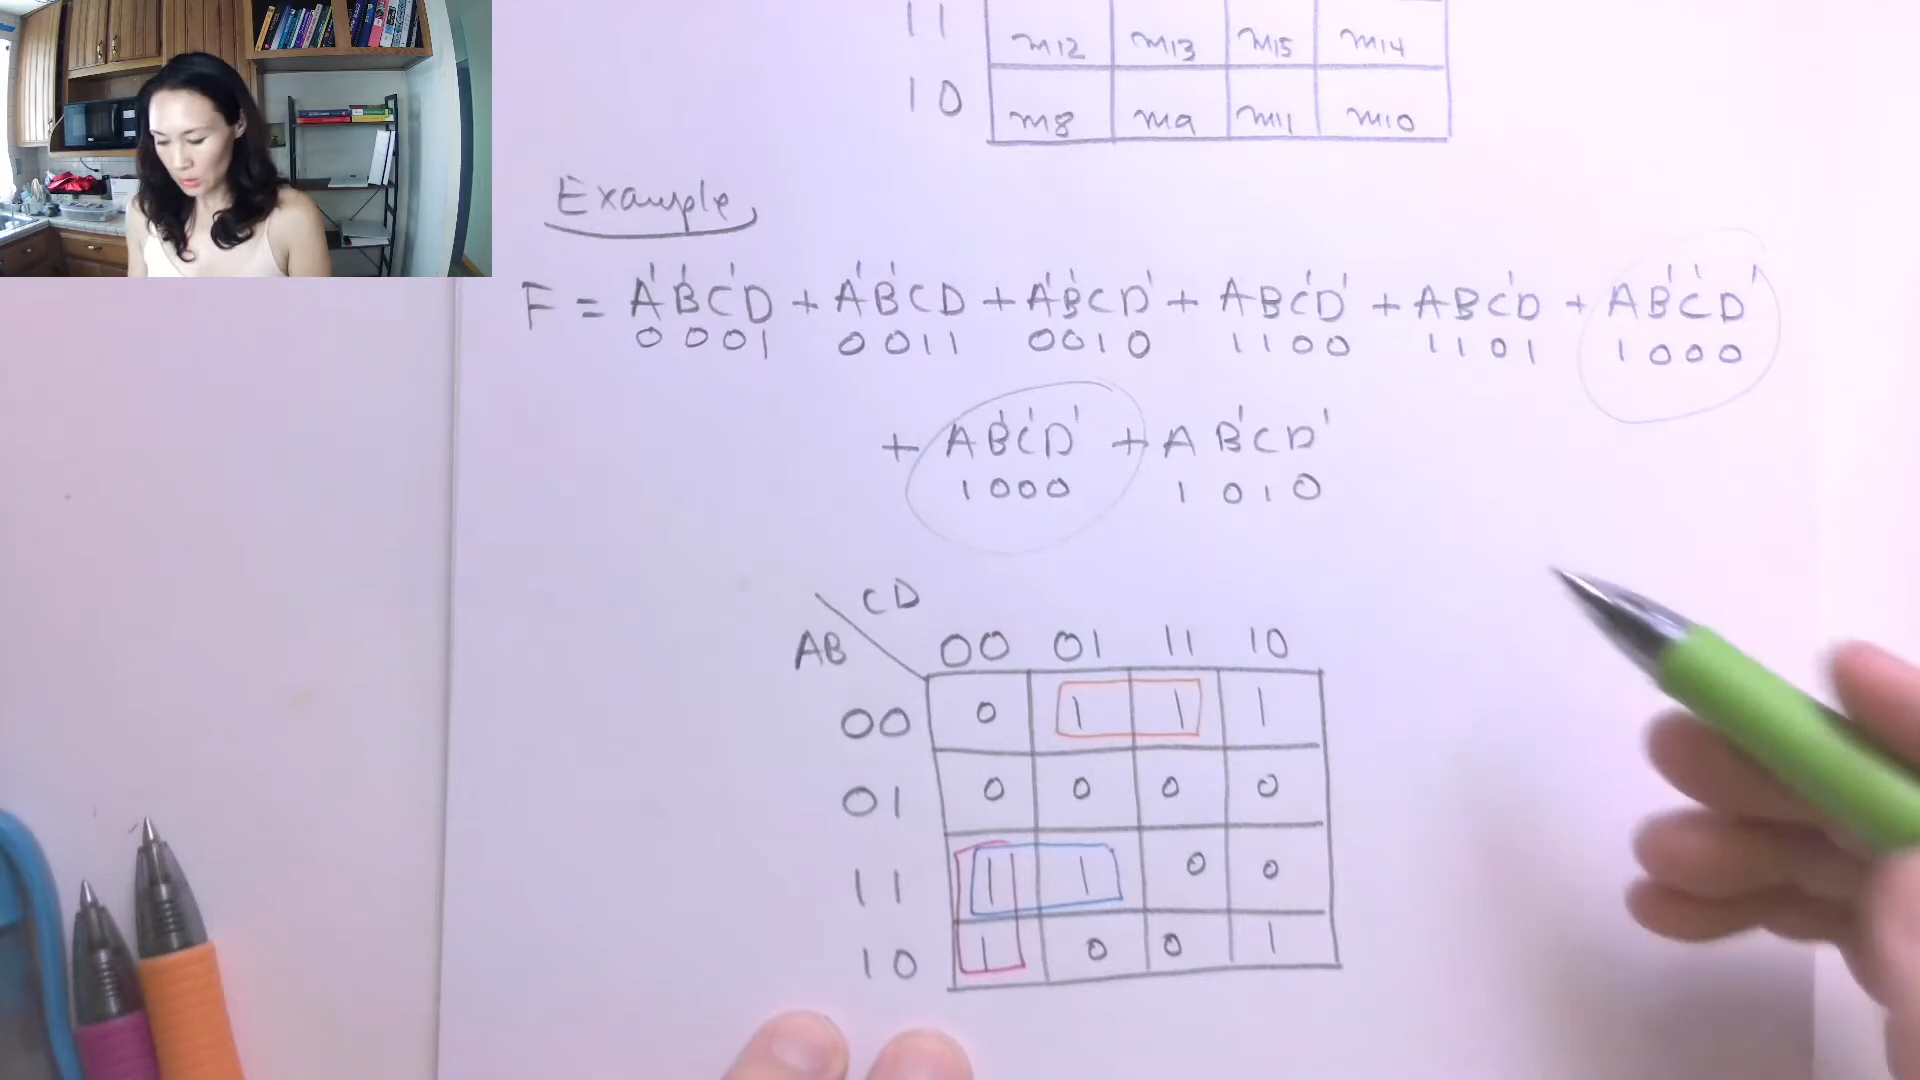 11 m12 m13 m15 m14
10 m8 m9 m11 m10
Example
F = A'B'C'D + A'B'CD + A'B'CD' + ABC'D' + ABC'D + AB'C'D'
0001 0011 0010 1100 1101 1000
+ AB'C'D' + AB'CD'
1000 1010
CD
AB 00 01 11 10
00 0 1 1 1
01 0 0 0 0
11 1 1 0 0
10 1 0 0 1